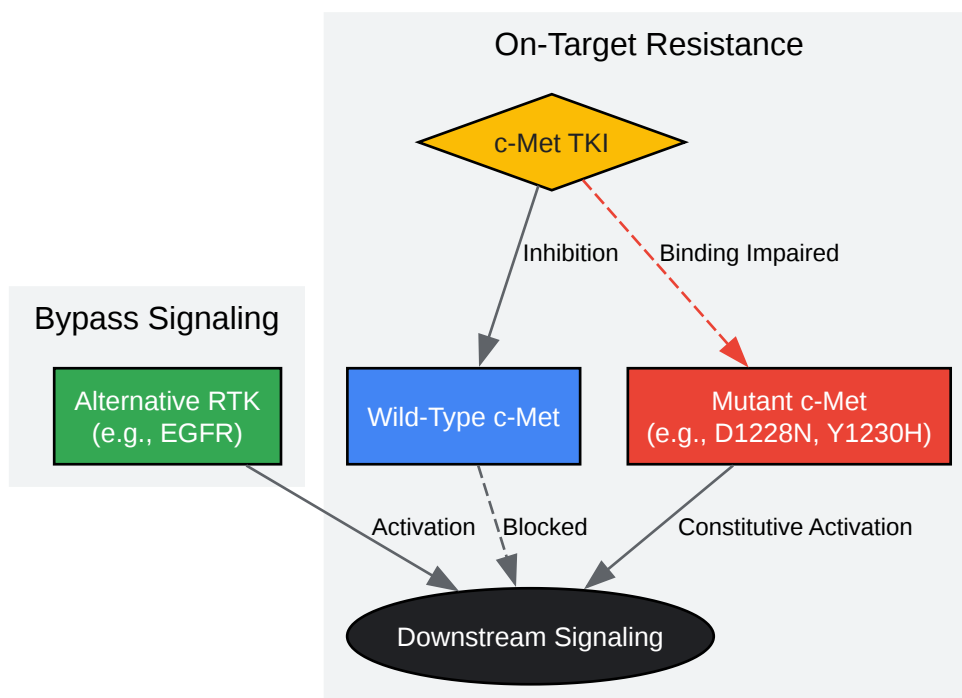 On-Target Resistance
c-Met TKI
Inhibition
Binding Impaired
Bypass Signaling
Alternative RTK
(e.g., EGFR)
Wild-Type c-Met
Mutant c-Met
(e.g., D1228N, Y1230H)
Activation
Blocked
Constitutive Activation
Downstream Signaling